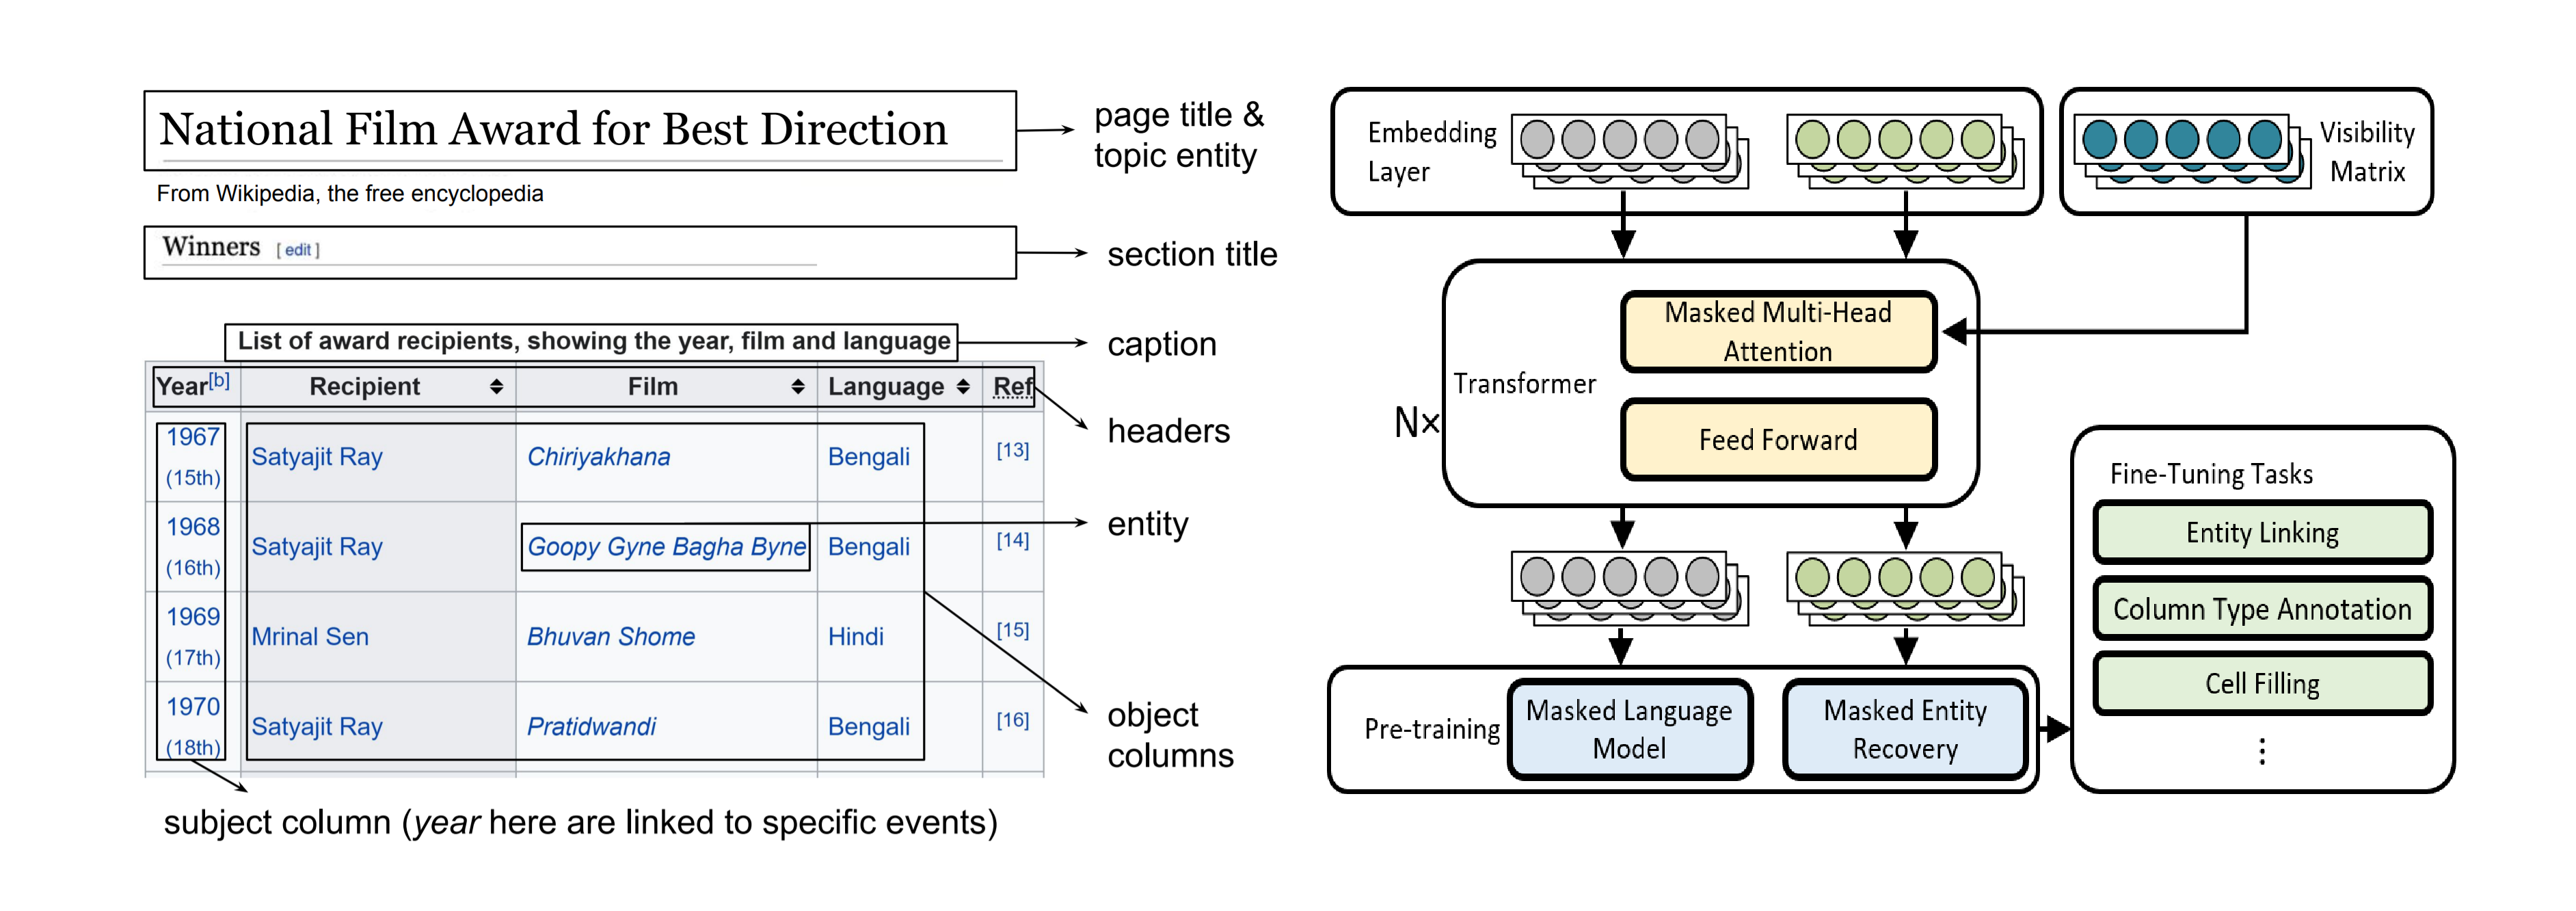 National Film Award for Best Direction
page title &
topic entity
From Wikipedia, the free encyclopedia
Winners [ edit ]
section title
List of award recipients, showing the year, film and language
caption
Year[b] Recipient Film Language Ref
headers
1967
(15th)
Satyajit Ray Chiriyakhana Bengali [13]
1968
(16th)
Satyajit Ray Goopy Gyne Bagha Byne Bengali [14]
entity
1969
(17th)
Mrinal Sen Bhuvan Shome Hindi [15]
1970
(18th)
Satyajit Ray Pratidwandi Bengali [16]
object
columns
subject column (year here are linked to specific events)
Embedding
Layer
Visibility
Matrix
Masked Multi-Head
Attention
Transformer
N×
Feed Forward
Pre-training
Masked Language
Model
Masked Entity
Recovery
Fine-Tuning Tasks
Entity Linking
Column Type Annotation
Cell Filling
⋮